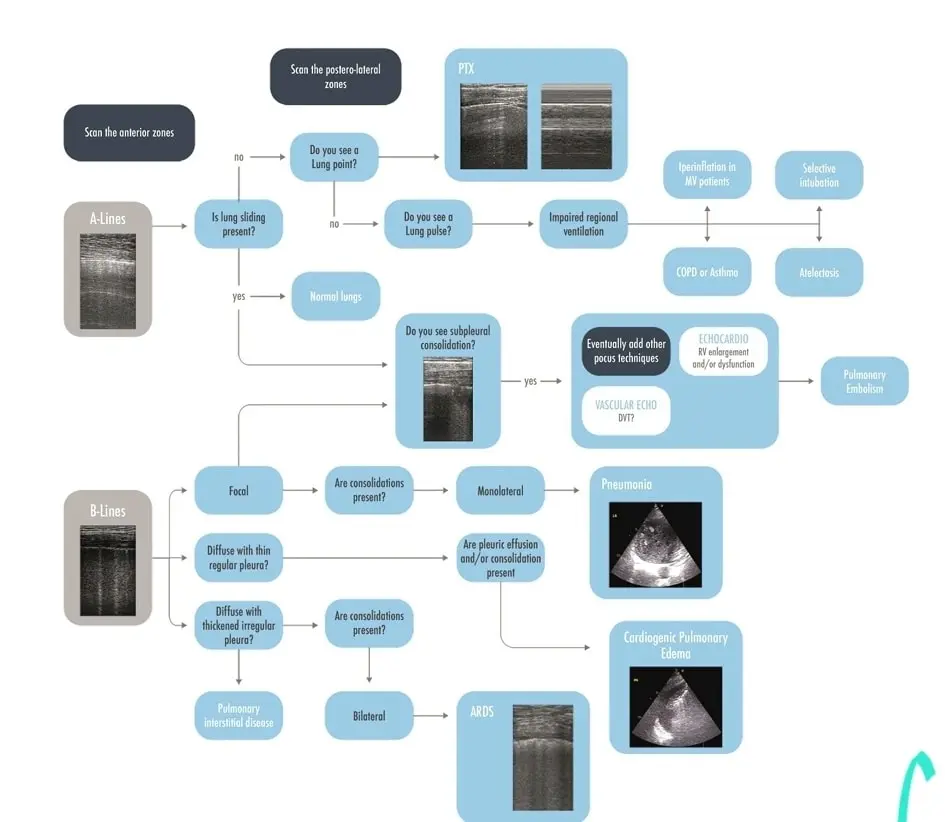 Scan the postero-lateral
zones
PTX
Scan the anterior zones
no
Do you see a
Lung point?
Iperinflation in
MV patients
Selective
intubation
A-Lines
Is lung sliding
present?
no
Do you see a
Lung pulse?
Impaired regional
ventilation
COPD or Asthma
Atelectasis
yes
Normal lungs
Do you see subpleural
consolidation?
yes
Eventually add other
pocus techniques
ECHOCARDIO
RV enlargement
and/or dysfunction
VASCULAR ECHO
DVT?
Pulmonary
Embolism
B-Lines
Focal
Are consolidations
present?
Monolateral
Pneumonia
Diffuse with thin
regular pleura?
Are pleuric effusion
and/or consolidation
present
Diffuse with
thickened irregular
pleura?
Are consolidations
present?
Cardiogenic Pulmonary
Edema
Pulmonary
interstitial disease
Bilateral
ARDS